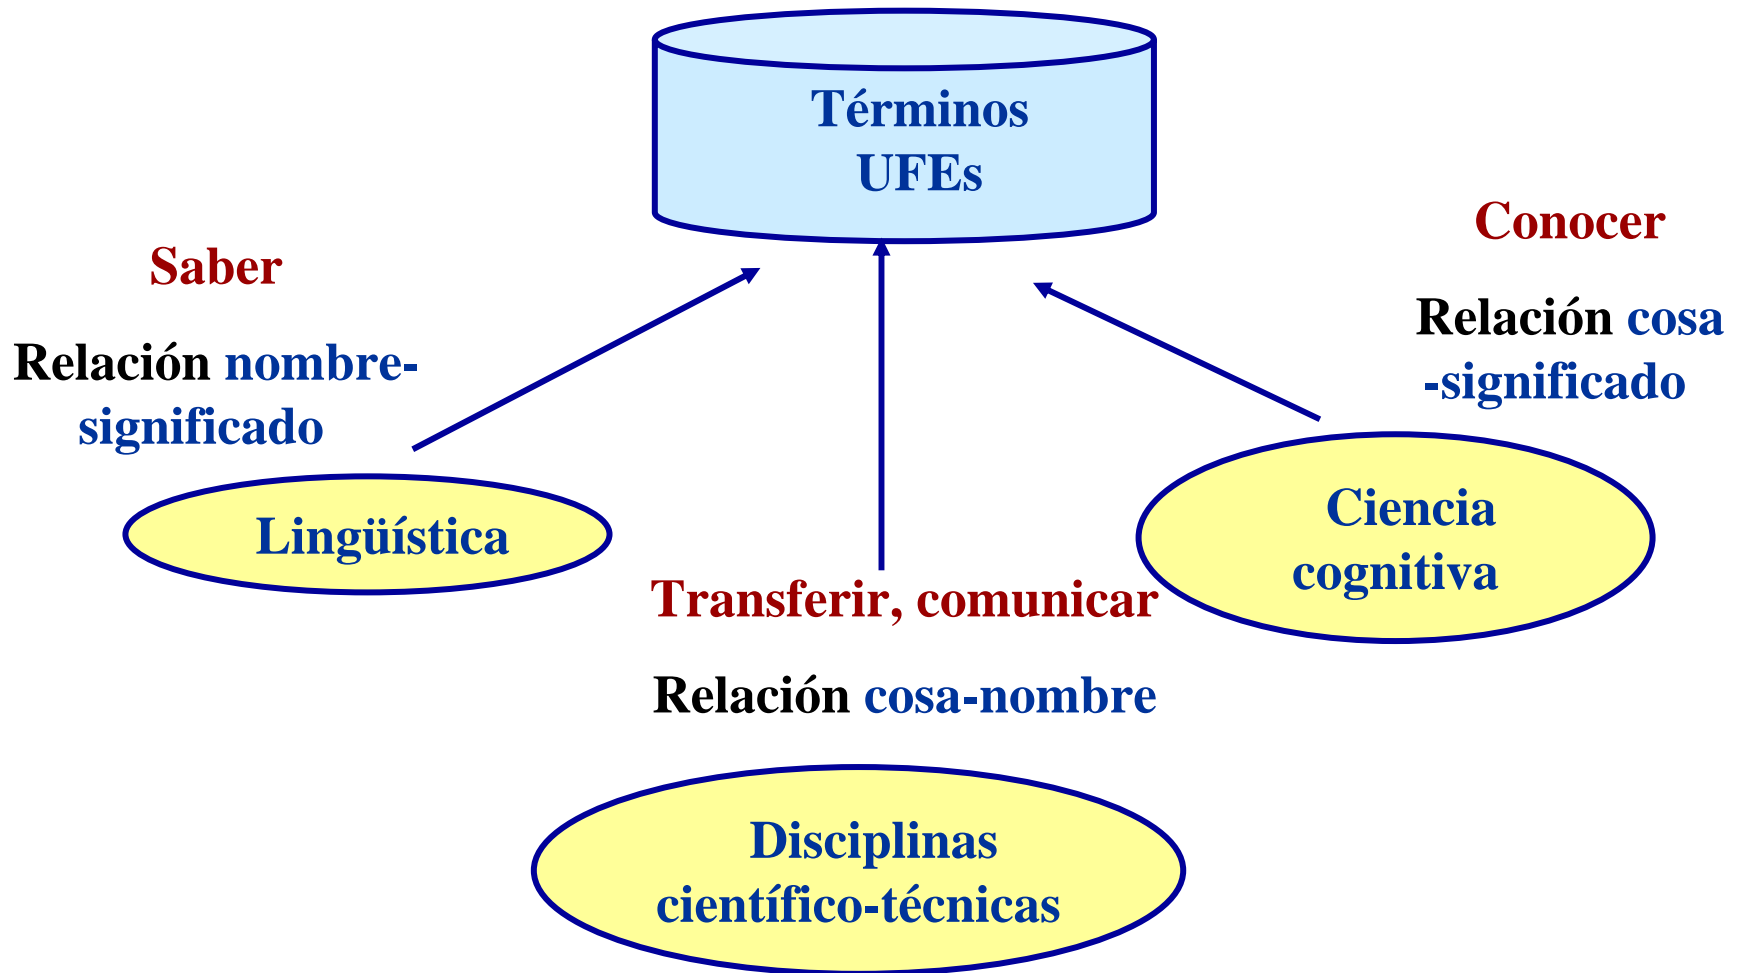 Términos
UFEs
Saber
Relación nombre-
significado
Lingüística
Conocer
Relación cosa
-significado
Ciencia
cognitiva
Transferir, comunicar
Relación cosa-nombre
Disciplinas
científico-técnicas